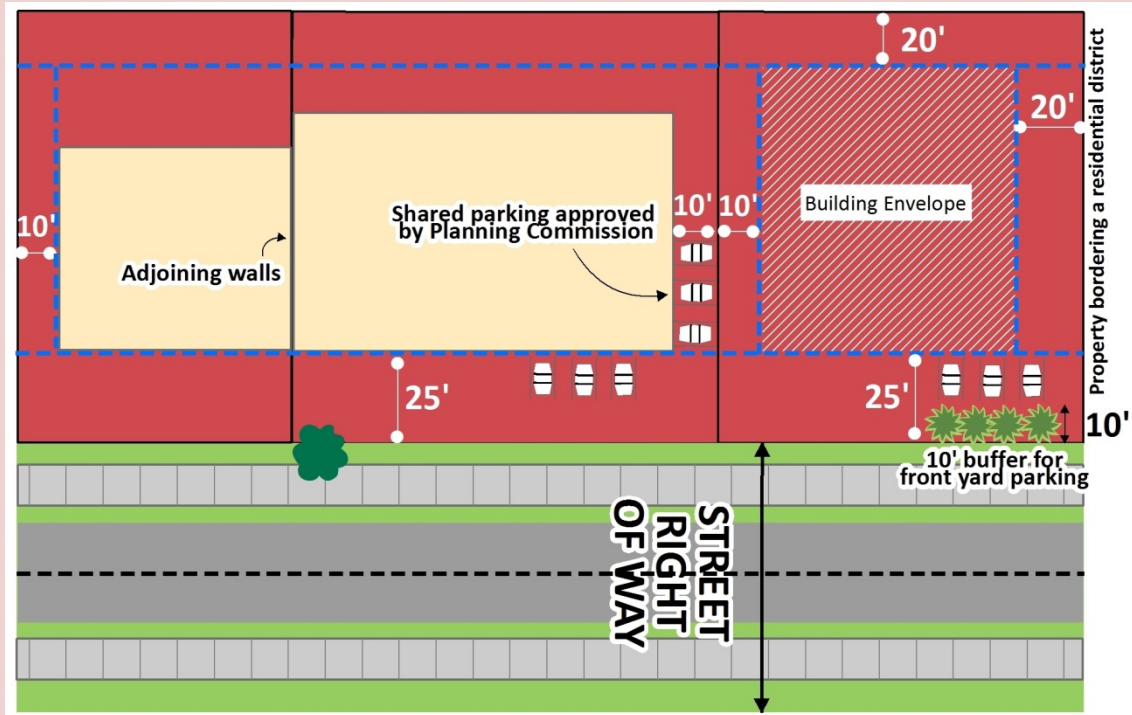 20'
Property bordering a residential district
20'
10'
Adjoining walls
Shared parking approved
by Planning Commission
10'
10'
Building Envelope
25'
25'
10'
10' buffer for
front yard parking
STREET
RIGHT
OF WAY